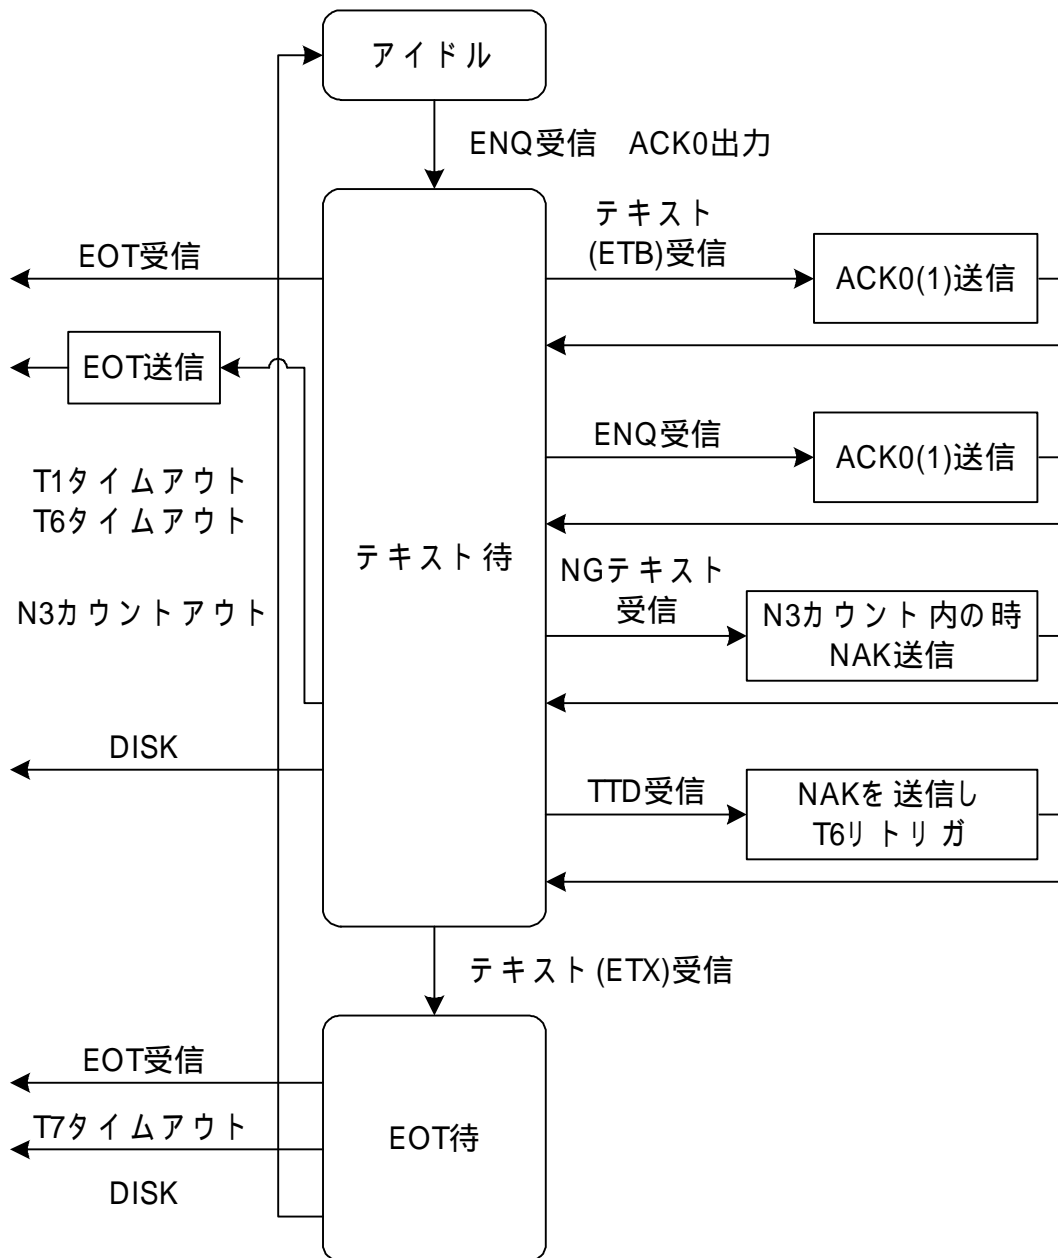 アイドル
ENQ受信　ACK0出力
テキスト
(ETB)受信
EOT受信
ACK0(1)送信
EOT送信
ENQ受信
ACK0(1)送信
T1タイムアウト
T6タイムアウト
テキスト待
NGテキスト
受信
N3カウントアウト
N3カウント内の時
NAK送信
DISK
TTD受信
NAKを送信し
T6リトリガ
テキスト(ETX)受信
EOT受信
T7タイムアウト
EOT待
DISK